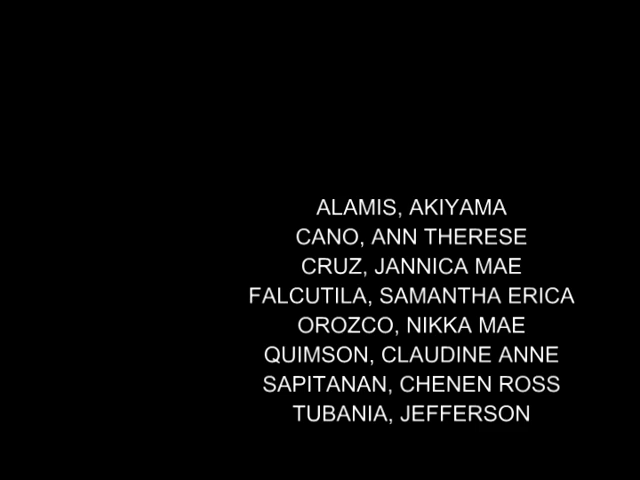 ALAMIS, AKIYAMA
CANO, ANN THERESE
CRUZ, JANNICA MAE
FALCUTILA, SAMANTHA ERICA
OROZCO, NIKKA MAE
QUIMSON, CLAUDINE ANNE
SAPITANAN, CHENEN ROSS
TUBANIA, JEFFERSON